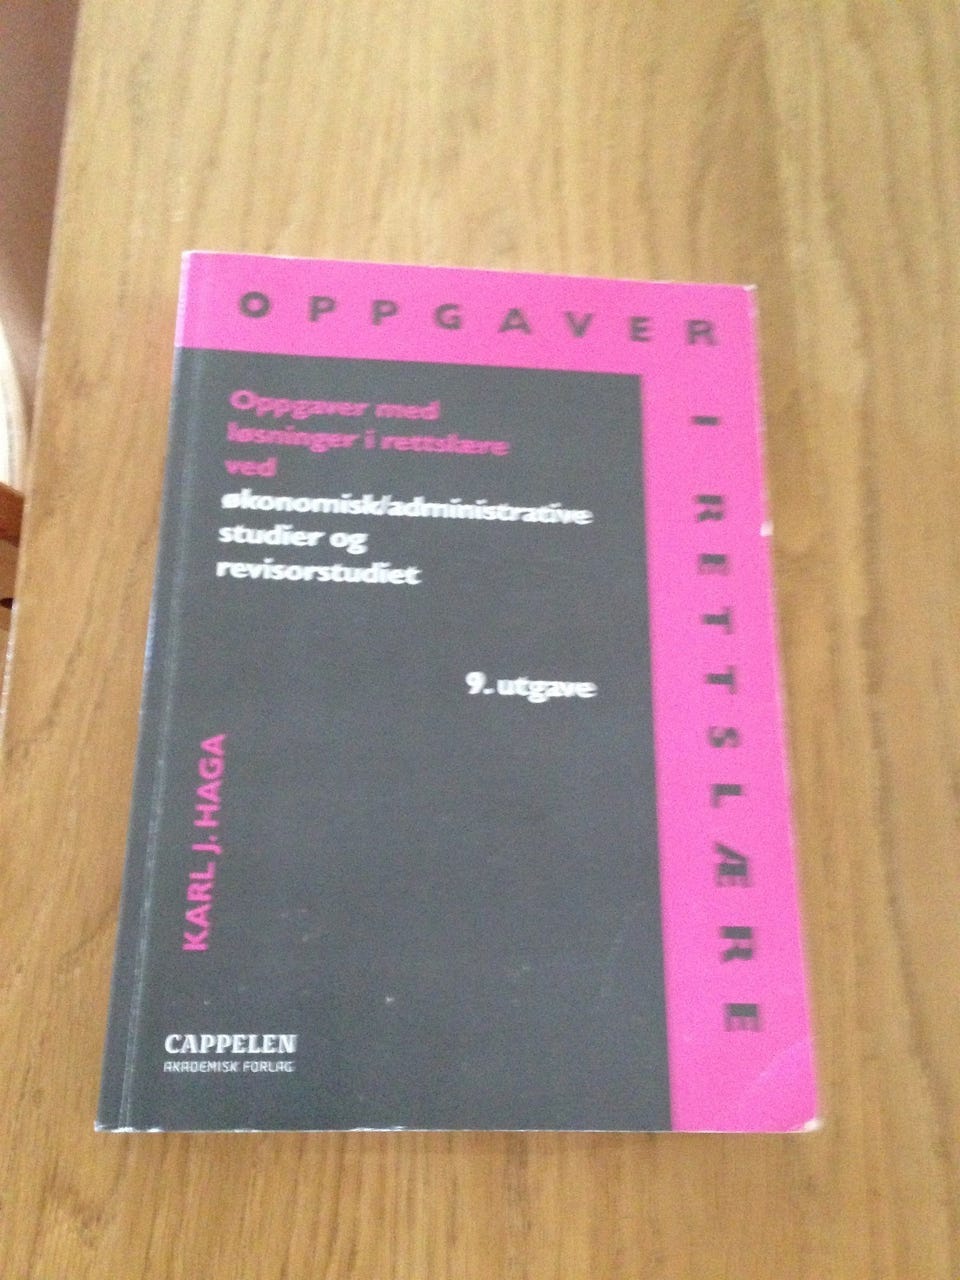 OPPGAVER I RETTSLÆRE
Oppgaver med
løsninger i rettslære
ved
økonomisk/administrative
studier og
revisorstudiet
9. utgave
KARL J. HAGA
CAPPELEN
AKADEMISK FORLAG